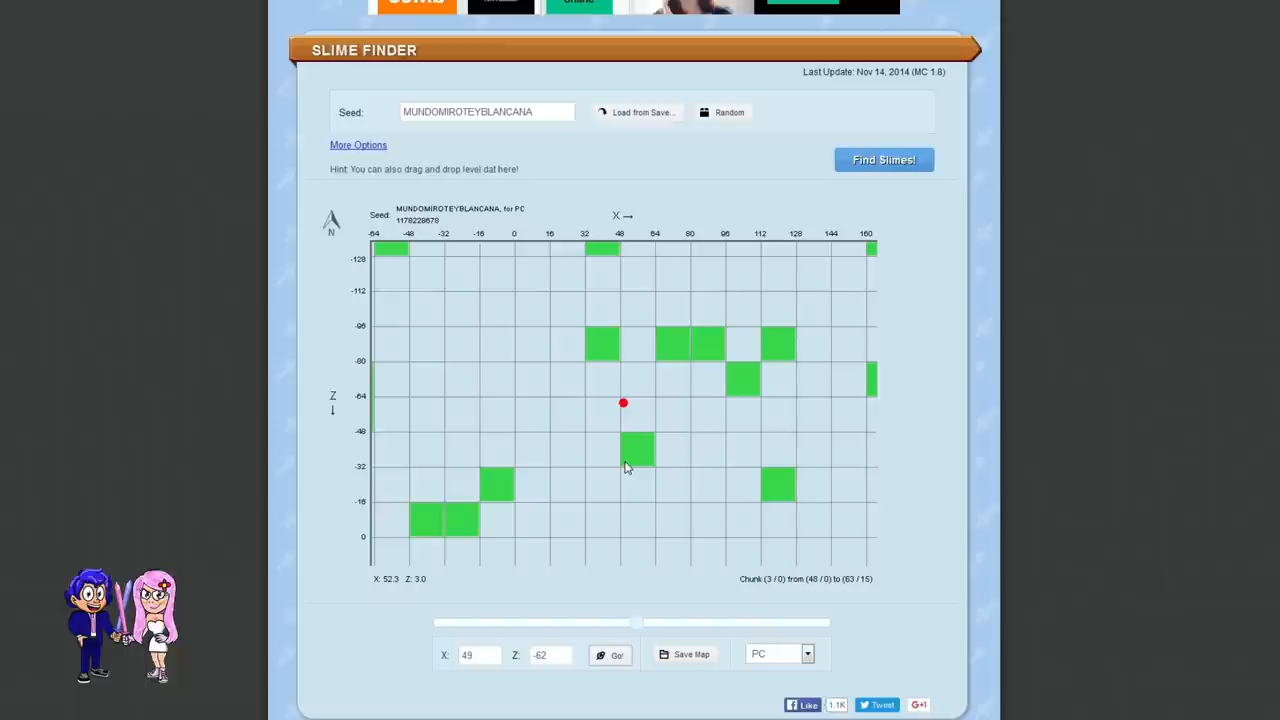 SLIME FINDER
Last Update: Nov 14, 2014 (MC 1.8)
Seed: MUNDOMIROTEYBLANCANA Load from Save... Random
More Options
Find Slimes!
Hint: You can also drag and drop level dat here!
Seed: MUNDOMIROTEYBLANCANA, for PC
1178229678
X →
N
-64 -48 -32 -16 0 16 32 48 64 80 96 112 128 144 160
-128
-112
-96
-80
-64
Z
↓
-48
-32
-16
0
X: 52.3 Z: 3.0
Chunk (3 / 0) from (48 / 0) to (63 / 15)
X: 49 Z: -62 Go! Save Map PC
Like 1.1K Tweet G+1